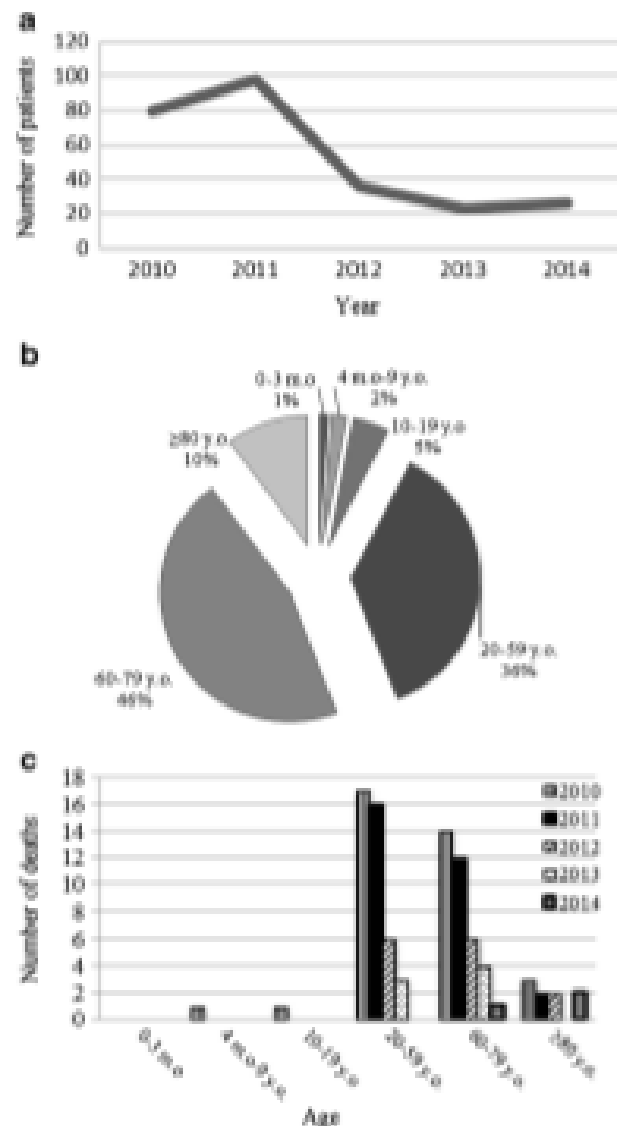 a
Number of patients
120
100
80
60
40
20
0
2010 2011 2012 2013 2014
Year
b
0-3 m.o
1%
4 m.o-9 y.o.
2%
10-19 y.o
5%
20-59 y.o.
36%
60-79 y.o.
46%
≥80 y.o.
10%
c
Number of deaths
18
16
14
12
10
8
6
4
2
0
2010
2011
2012
2013
2014
0-3 m.o
4 m.o-9 y.o.
10-19 y.o
20-59 y.o.
60-79 y.o.
≥80 y.o.
Age